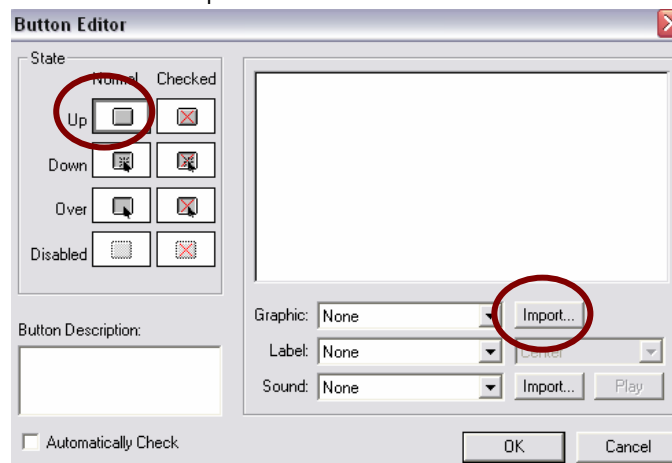 Button Editor
State
Normal Checked
Up
Down
Over
Disabled
Graphic: None Import...
Button Description:
Label: None Center
Sound: None Import... Play
Automatically Check
OK Cancel